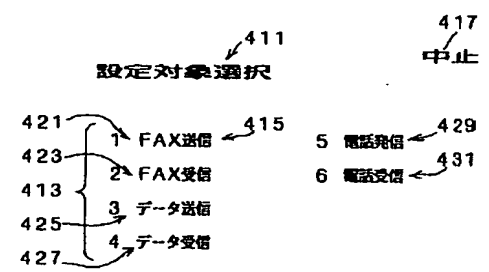 411
417
中止
設定対象選択
421
1 FAX送信
415
5 電話発信
429
423
2 FAX受信
6 電話受信
431
413
3 データ送信
425
4 データ受信
427